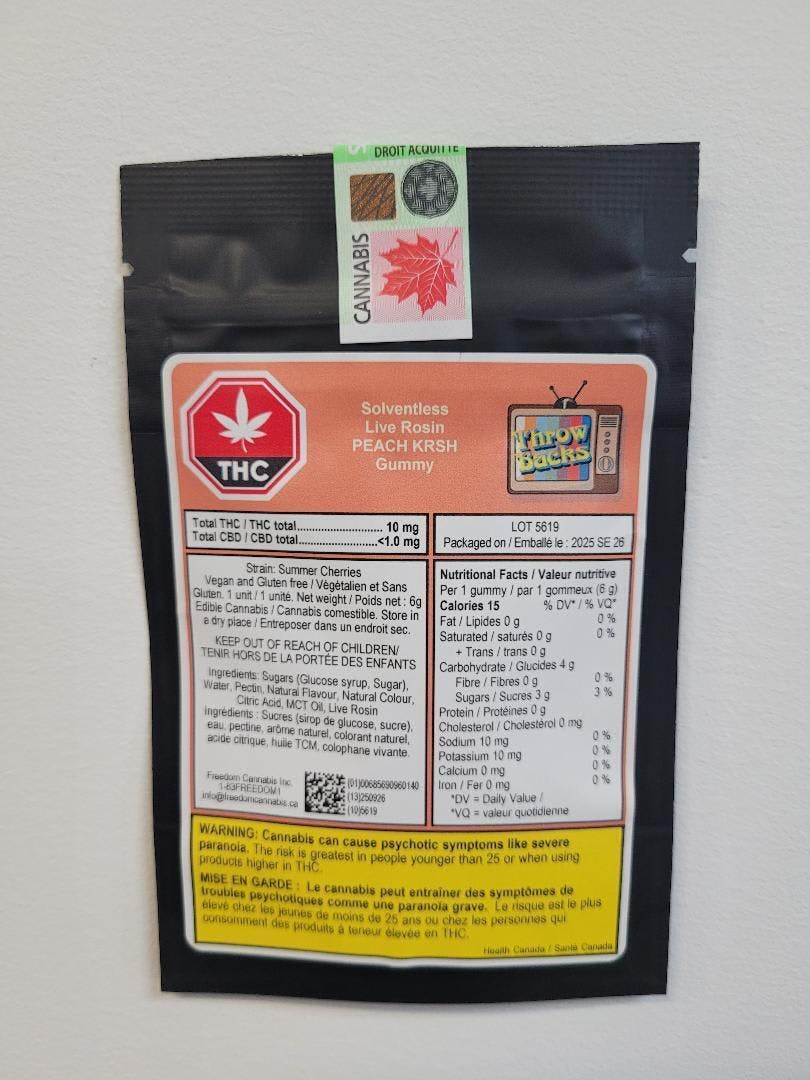 DROIT ACQUITTÉ
CANNABIS
THC
Solventless
Live Rosin
PEACH KRSH
Gummy
Throw
Backs
Total THC / THC total.............................. 10 mg
Total CBD / CBD total...........................<1.0 mg
LOT 5619
Packaged on / Emballé le : 2025 SE 26
Strain: Summer Cherries
Vegan and Gluten free / Végétalien et Sans
Gluten. 1 unit / 1 unité. Net weight / Poids net : 6g
Edible Cannabis / Cannabis comestible. Store in
a dry place / Entreposer dans un endroit sec.
KEEP OUT OF REACH OF CHILDREN/
TENIR HORS DE LA PORTÉE DES ENFANTS
Ingredients: Sugars (Glucose syrup, Sugar),
Water, Pectin, Natural Flavour, Natural Colour,
Citric Acid, MCT Oil, Live Rosin
ingrédients : Sucres (sirop de glucose, sucre),
eau, pectine, arôme naturel, colorant naturel,
acide citrique, huile TCM, colophane vivante.
Freedom Cannabis Inc.
1-83FREEDOM1
info@freedomcannabis.ca
(01)00685690960140
(13)250926
(10)5619
Nutritional Facts / Valeur nutritive
Per 1 gummy / par 1 gommeux (6 g)
Calories 15 % DV* / % VQ*
Fat / Lipides 0 g 0 %
Saturated / saturés 0 g 0 %
+ Trans / trans 0 g
Carbohydrate / Glucides 4 g
Fibre / Fibres 0 g 0 %
Sugars / Sucres 3 g 3 %
Protein / Protéines 0 g
Cholesterol / Cholestérol 0 mg
Sodium 10 mg 0 %
Potassium 10 mg 0 %
Calcium 0 mg 0 %
Iron / Fer 0 mg 0 %
*DV = Daily Value /
*VQ = valeur quotidienne
WARNING: Cannabis can cause psychotic symptoms like severe
paranoia. The risk is greatest in people younger than 25 or when using
products higher in THC.
MISE EN GARDE : Le cannabis peut entraîner des symptômes de
troubles psychotiques comme une paranoïa grave. Le risque est le plus
élevé chez les jeunes de moins de 25 ans ou chez les personnes qui
consomment des produits à teneur élevée en THC.
Health Canada / Santé Canada